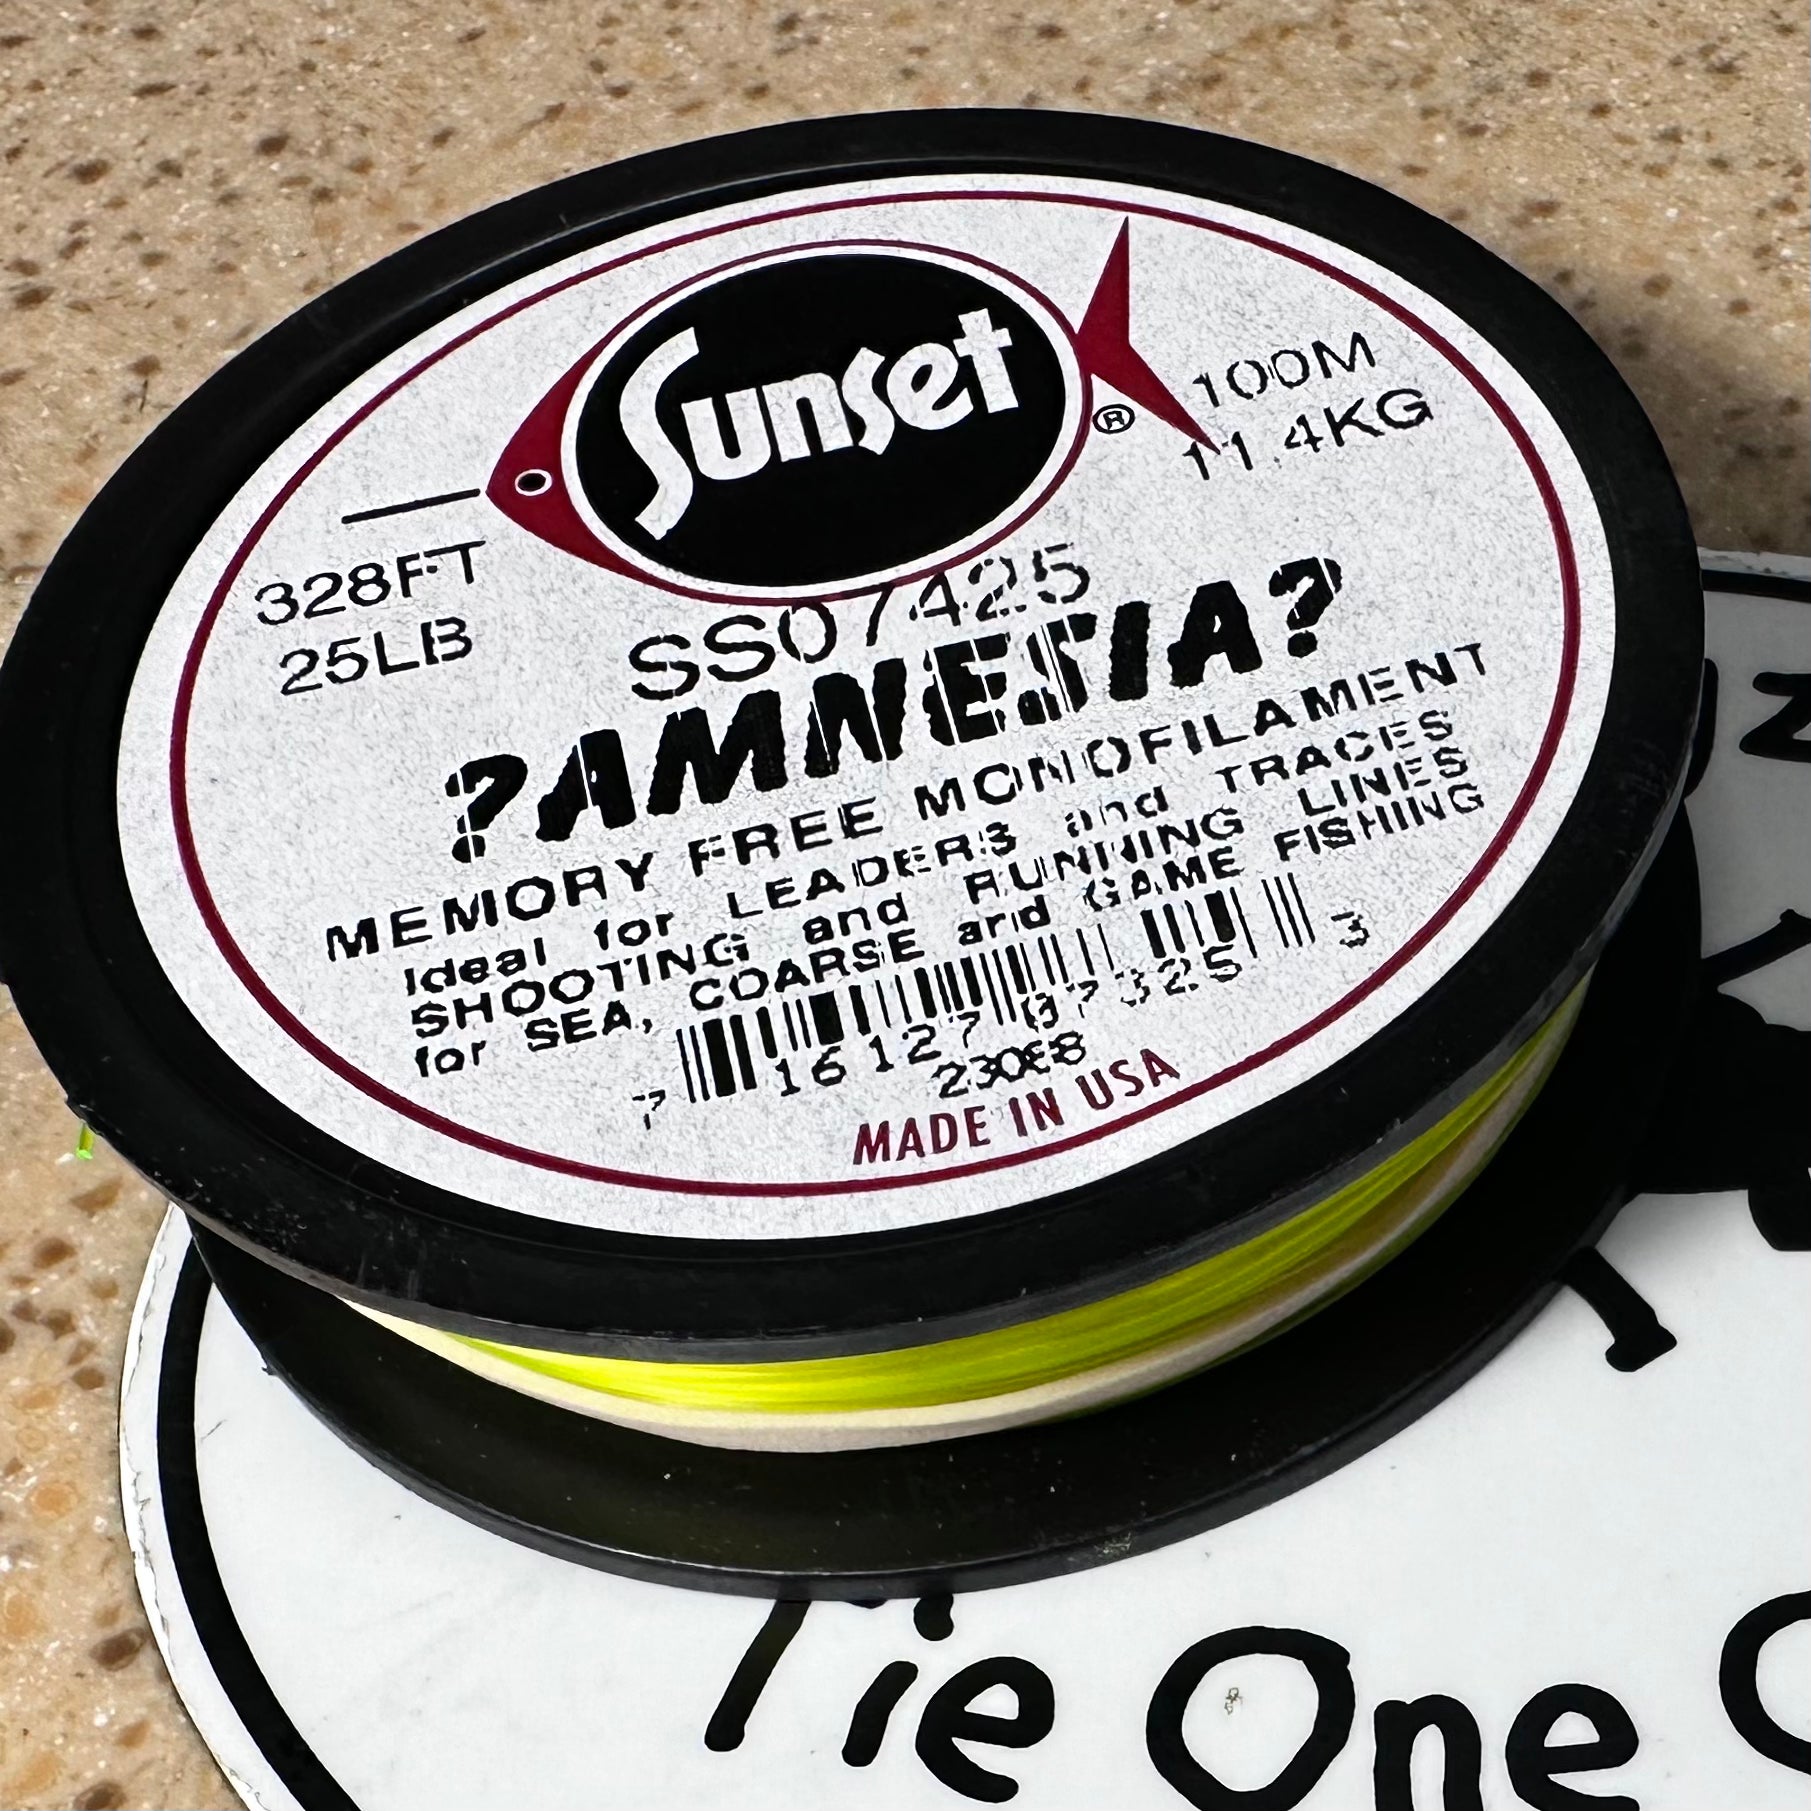 Sunset
®
100M
11.4KG
328FT
25LB
SS07425
?AMNESIA?
MEMORY FREE MONOFILAMENT
Ideal for LEADERS and TRACES
SHOOTING and RUNNING LINES
for SEA, COARSE and GAME FISHING
7 16127 07325 3
MADE IN USA
Tie One